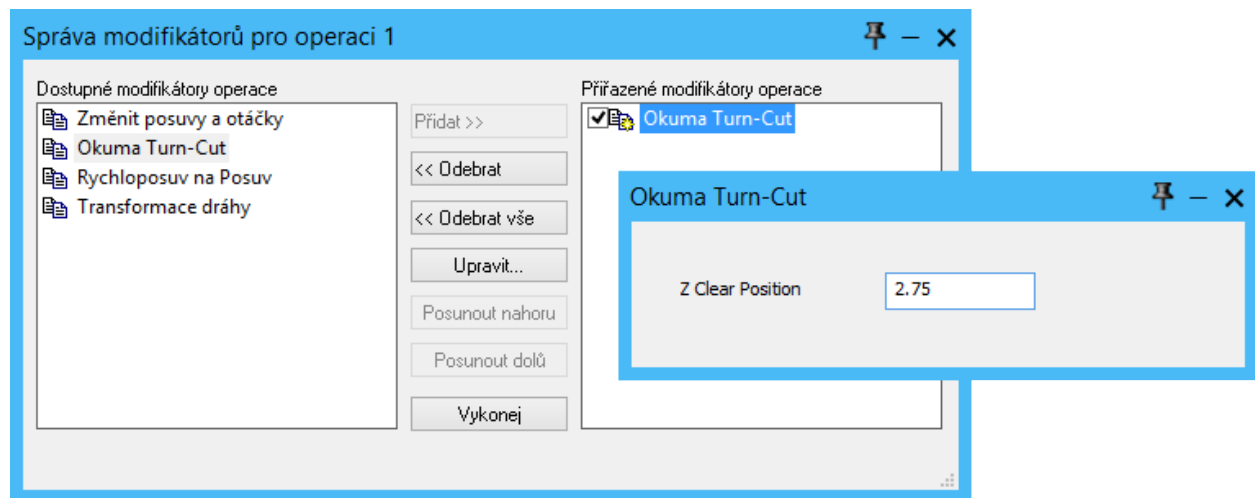 Správa modifikátorů pro operaci 1
Dostupné modifikátory operace
Změnit posuvy a otáčky
Okuma Turn-Cut
Rychloposuv na Posuv
Transformace dráhy
Přidat >>
<< Odebrat
<< Odebrat vše
Upravit...
Posunout nahoru
Posunout dolů
Vykonej
Přiřazené modifikátory operace
Okuma Turn-Cut
Okuma Turn-Cut
Z Clear Position
2.75